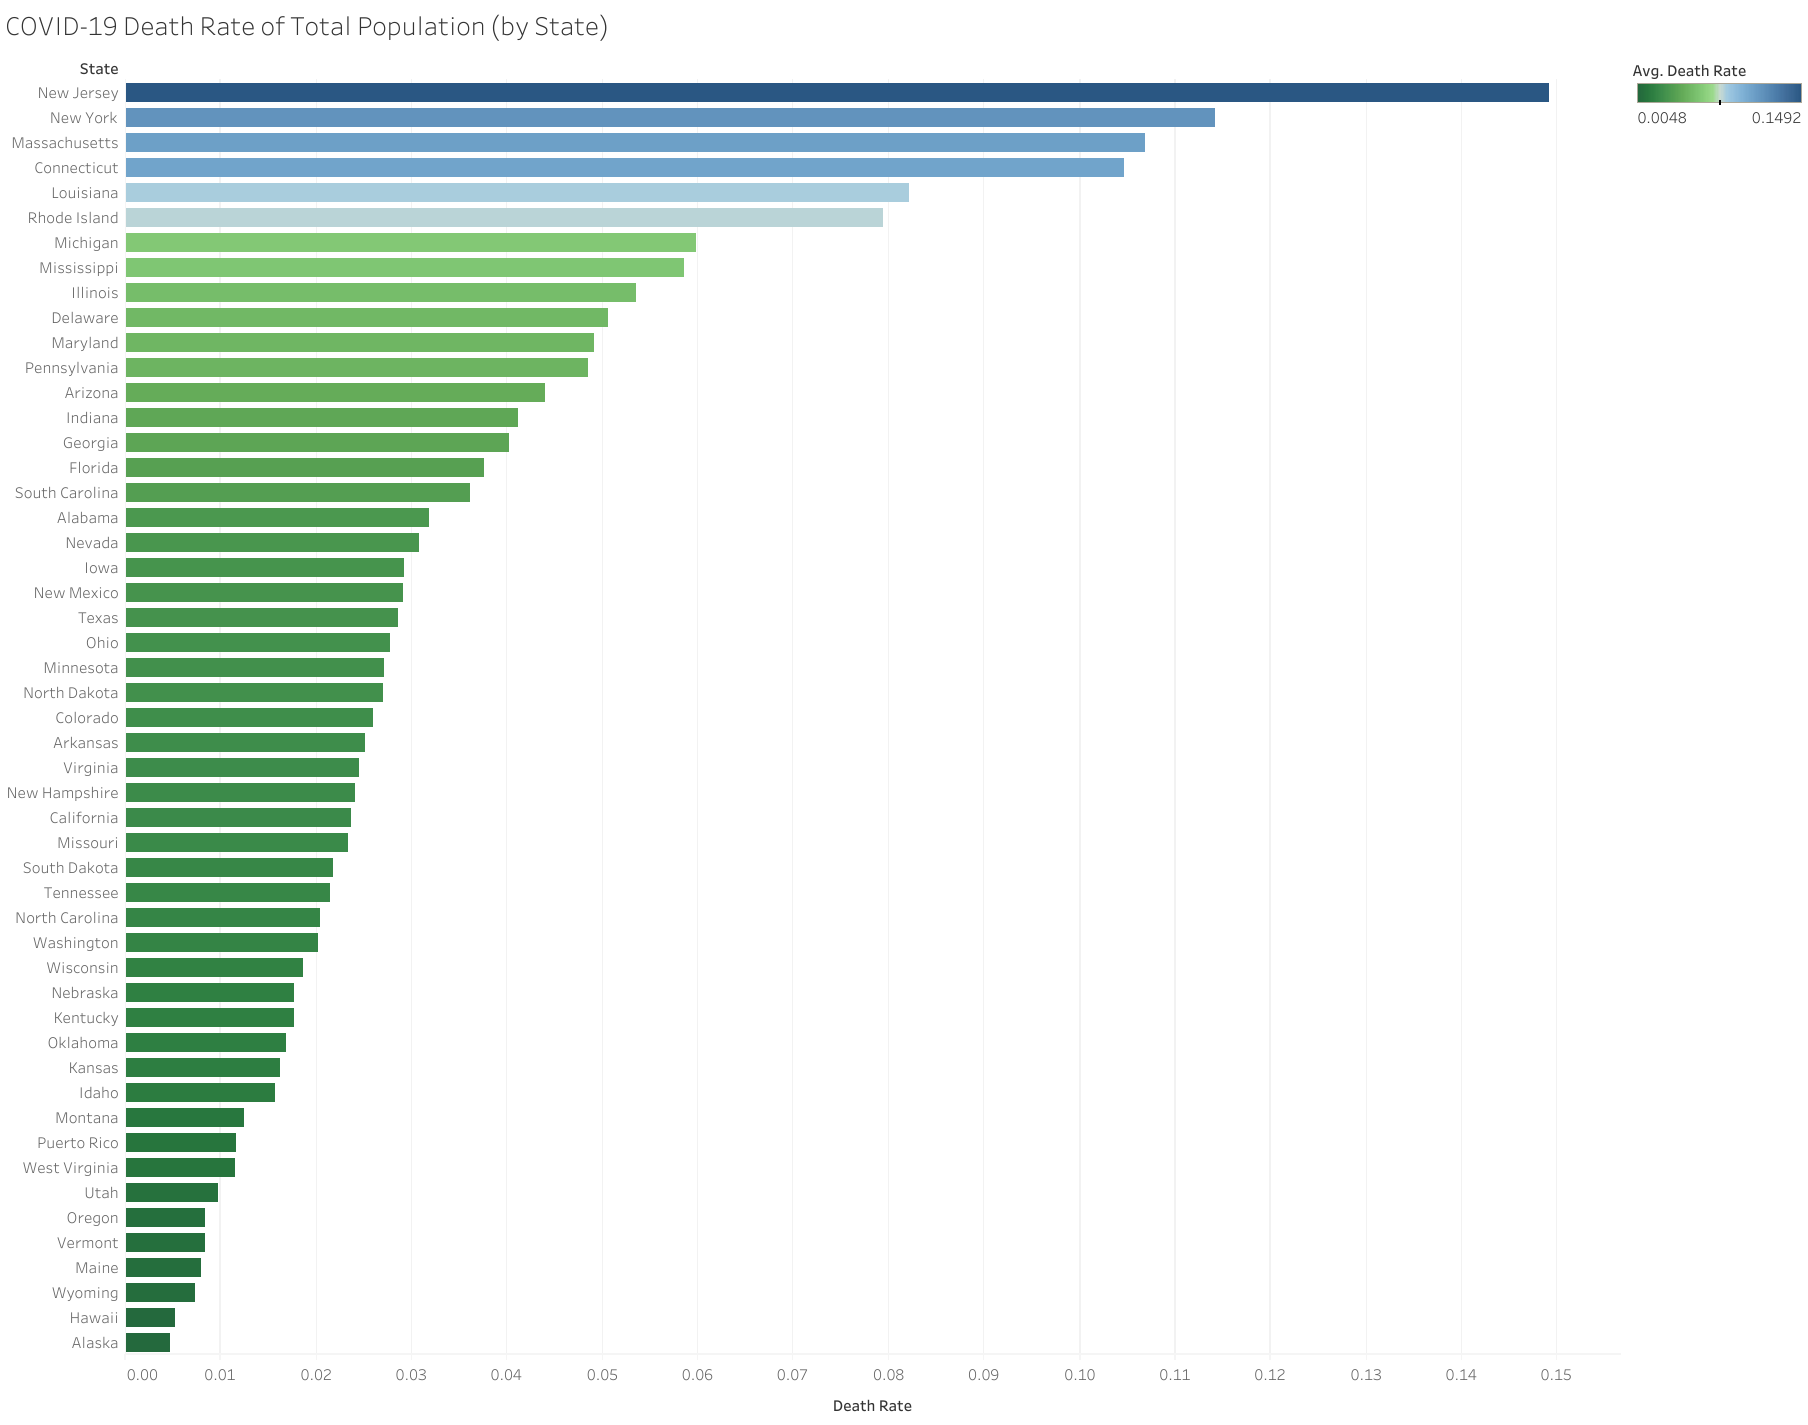 COVID-19 Death Rate of Total Population (by State)
State
New Jersey
New York
Massachusetts
Connecticut
Louisiana
Rhode Island
Michigan
Mississippi
Illinois
Delaware
Maryland
Pennsylvania
Arizona
Indiana
Georgia
Florida
South Carolina
Alabama
Nevada
Iowa
New Mexico
Texas
Ohio
Minnesota
North Dakota
Colorado
Arkansas
Virginia
New Hampshire
California
Missouri
South Dakota
Tennessee
North Carolina
Washington
Wisconsin
Nebraska
Kentucky
Oklahoma
Kansas
Idaho
Montana
Puerto Rico
West Virginia
Utah
Oregon
Vermont
Maine
Wyoming
Hawaii
Alaska
0.00 0.01 0.02 0.03 0.04 0.05 0.06 0.07 0.08 0.09 0.10 0.11 0.12 0.13 0.14 0.15
Death Rate
Avg. Death Rate
0.0048 0.1492